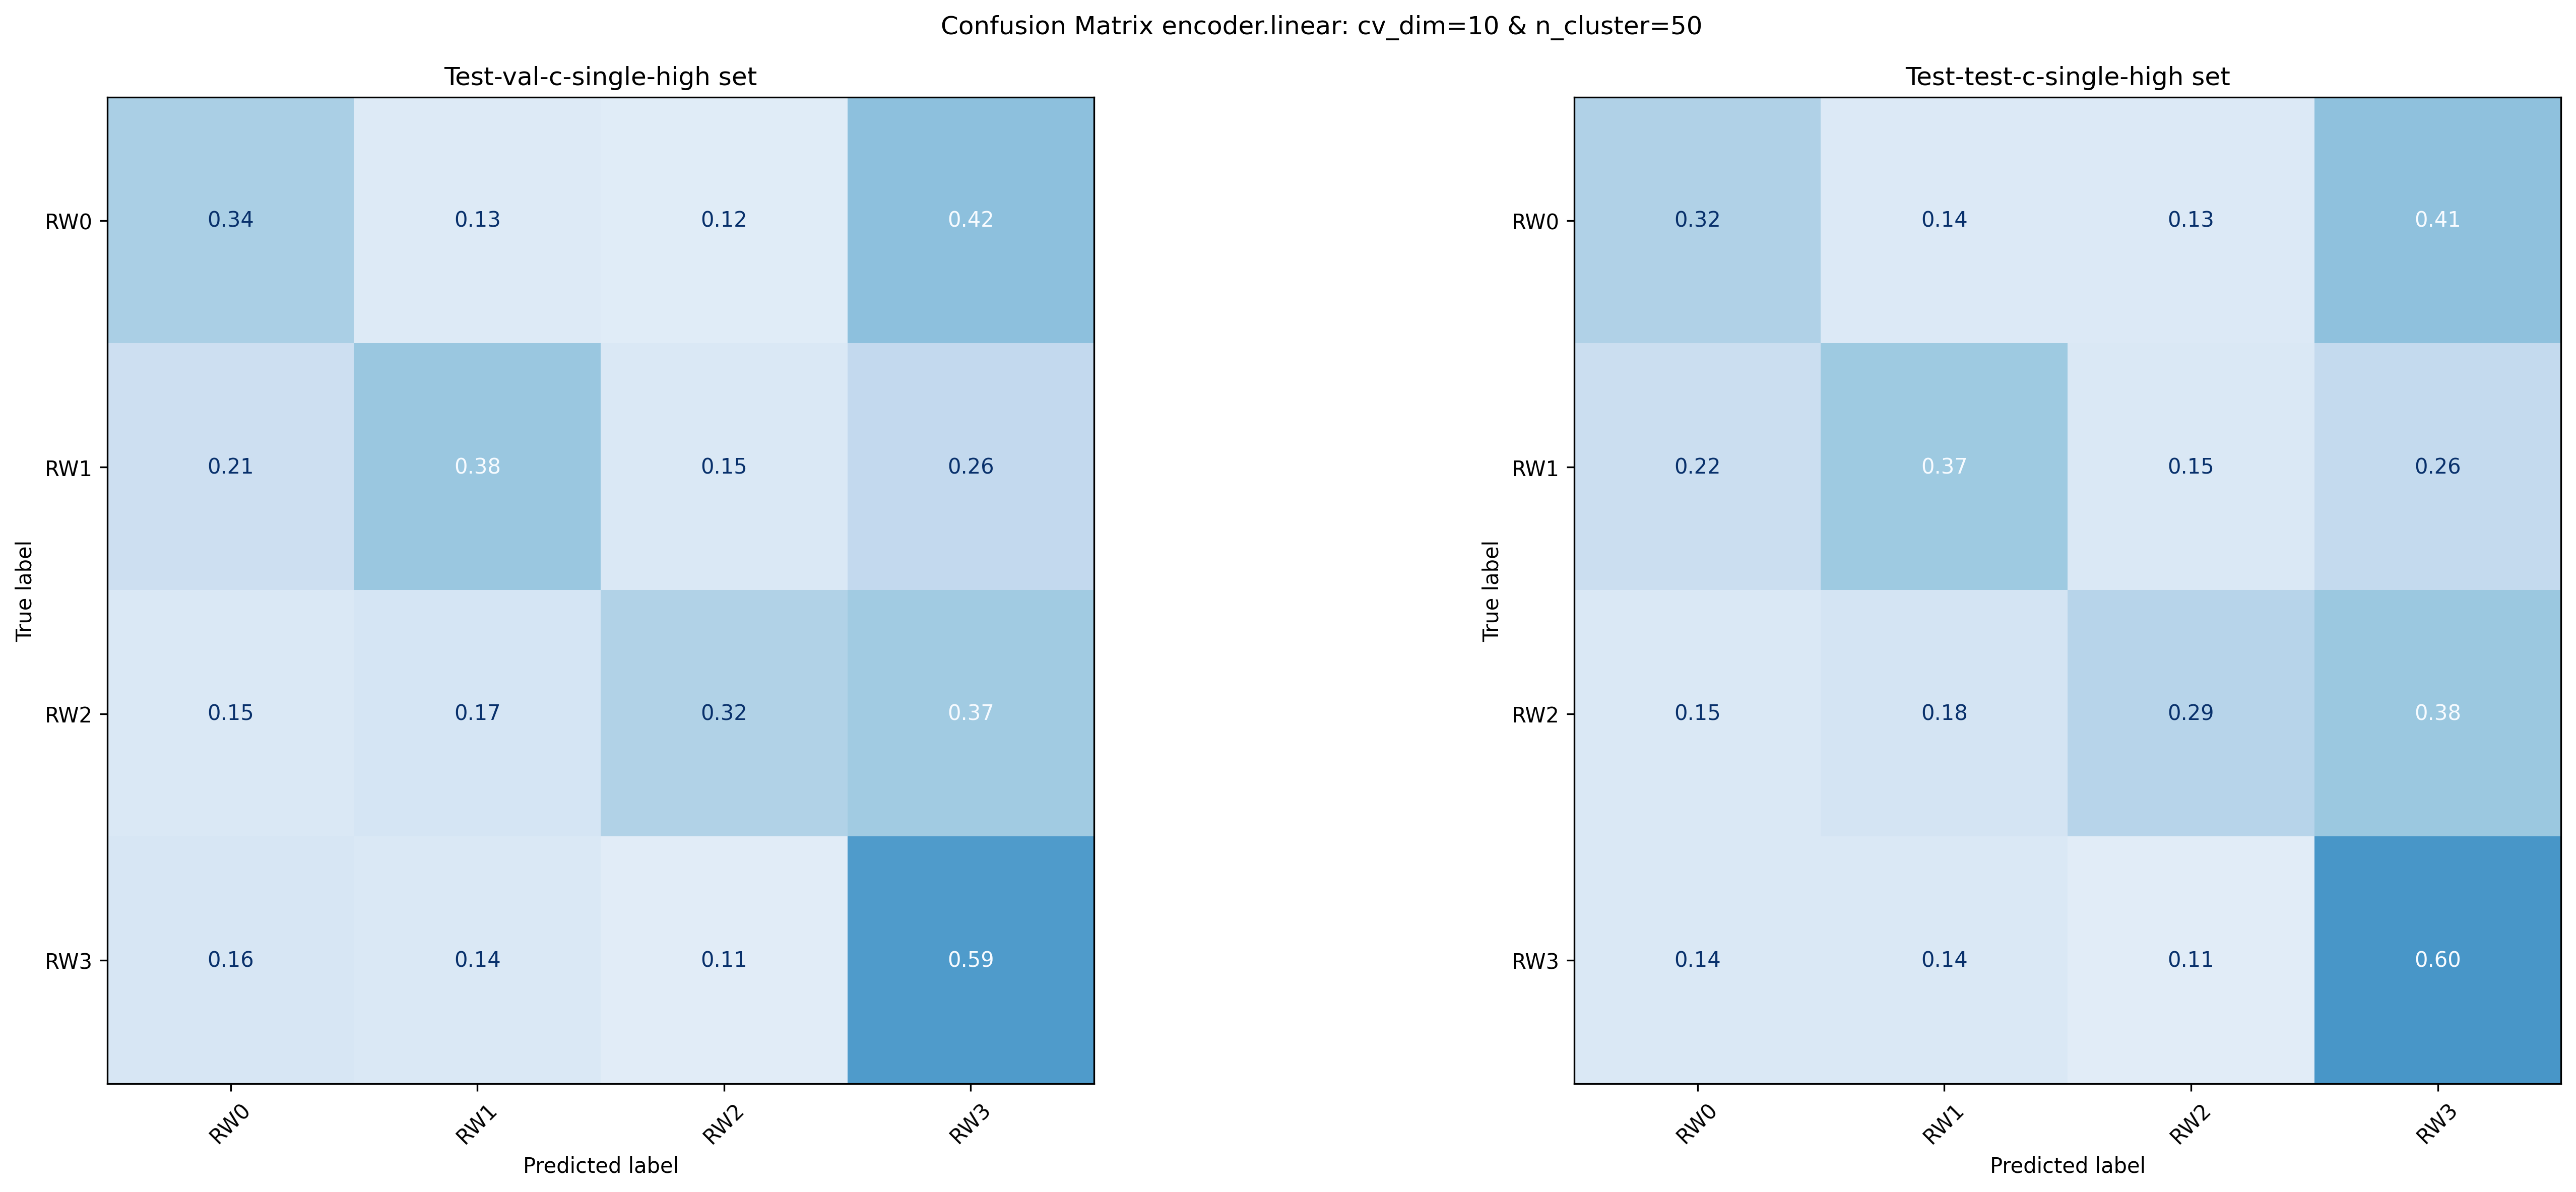 Confusion Matrix encoder.linear: cv_dim=10 & n_cluster=50
Test-val-c-single-high set
True label
RW0 0.34 0.13 0.12 0.42
RW1 0.21 0.38 0.15 0.26
RW2 0.15 0.17 0.32 0.37
RW3 0.16 0.14 0.11 0.59
RW0 RW1 RW2 RW3
Predicted label
Test-test-c-single-high set
True label
RW0 0.32 0.14 0.13 0.41
RW1 0.22 0.37 0.15 0.26
RW2 0.15 0.18 0.29 0.38
RW3 0.14 0.14 0.11 0.60
RW0 RW1 RW2 RW3
Predicted label